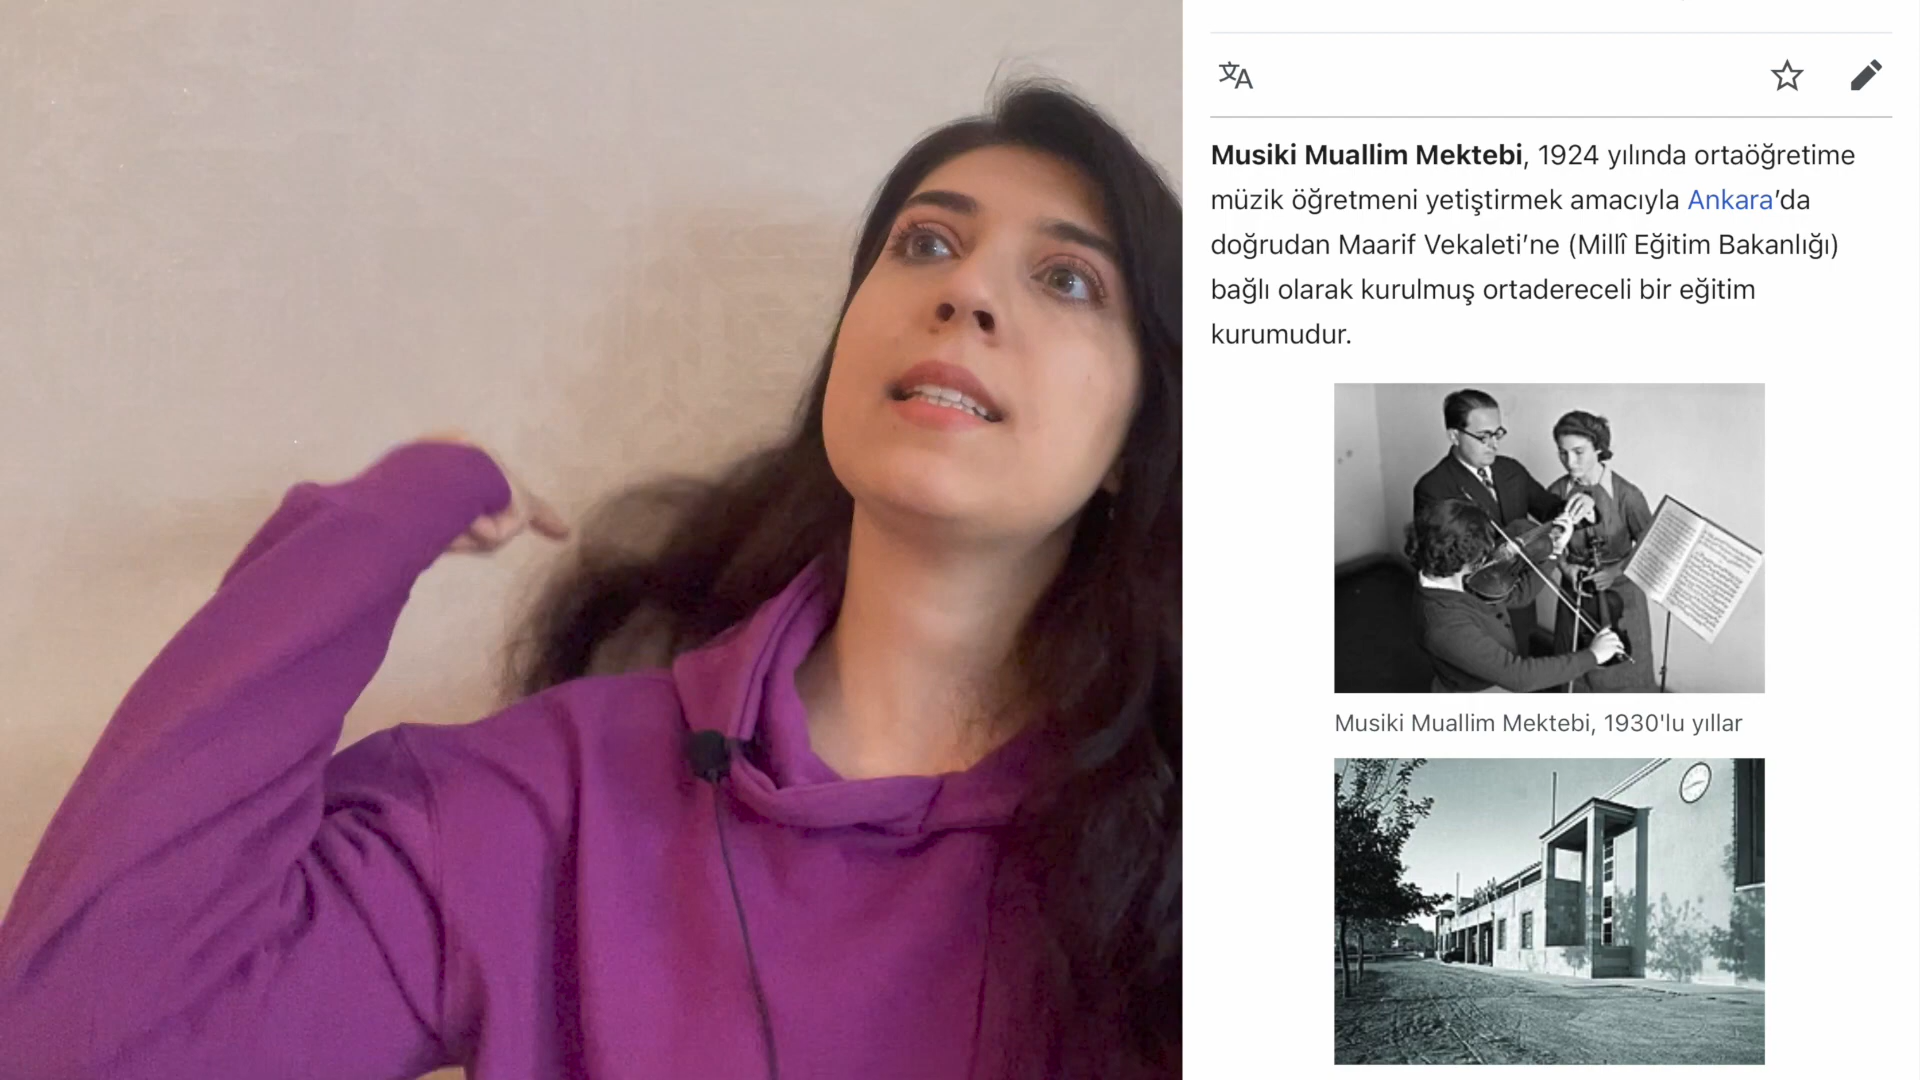 Musiki Muallim Mektebi, 1924 yılında ortaöğretime
müzik öğretmeni yetiştirmek amacıyla Ankara'da
doğrudan Maarif Vekaleti'ne (Millî Eğitim Bakanlığı)
bağlı olarak kurulmuş ortadereceli bir eğitim
kurumudur.
Musiki Muallim Mektebi, 1930'lu yıllar